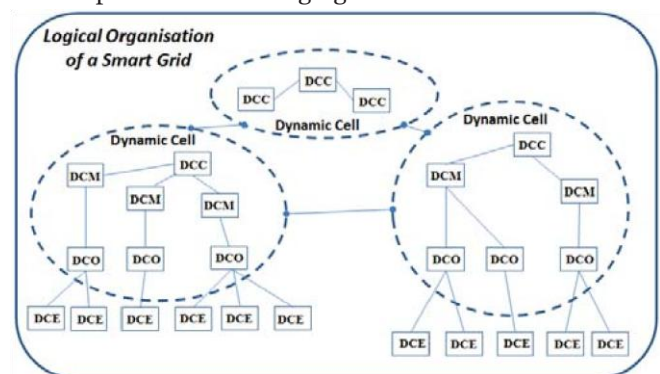 Logical Organisation
of a Smart Grid
DCC
DCC DCC
Dynamic Cell
Dynamic Cell
DCC
DCM
DCM DCM
DCO DCO DCO
DCE DCE DCE DCE DCE DCE
Dynamic Cell
DCC
DCM
DCM
DCO DCO DCO
DCE DCE DCE DCE DCE